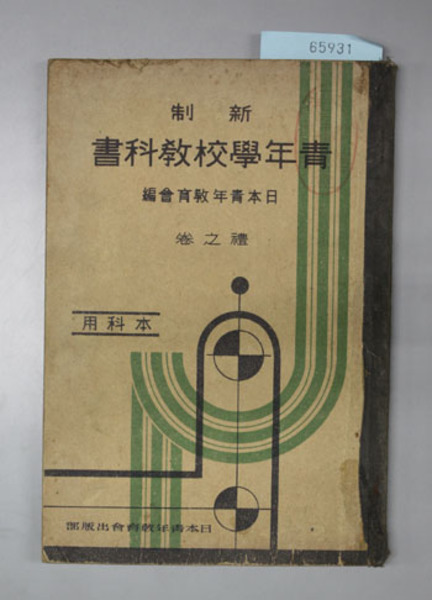 65931
新制
青年學校教科書
日本青年教育會編
禮之卷
本科用
日本青年教育會出版部